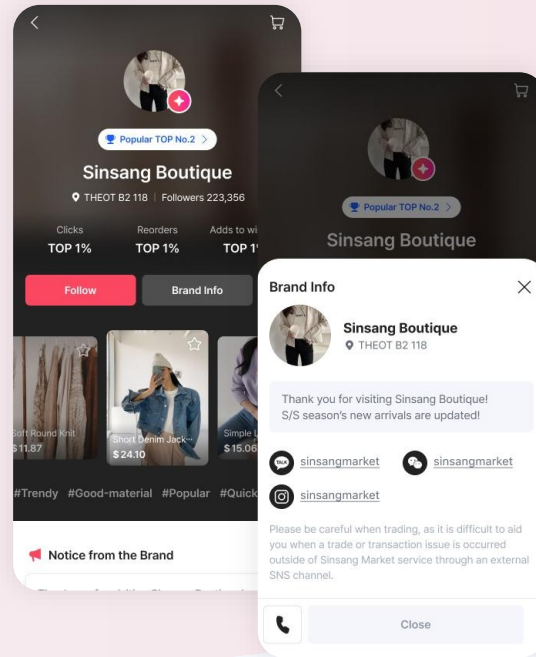 Popular TOP No.2
Sinsang Boutique
THEOT B2 118 | Followers 223,356
Clicks
Reorders
Adds to wi
TOP 1%
TOP 1%
TOP 1
Follow
Brand Info
Soft Round Knit
$11.87
Short Denim Jack···
$24.10
Simple L
$15.06
#Trendy #Good-material #Popular #Quick
Notice from the Brand
Popular TOP No.2
Sinsang Boutique
Brand Info
Sinsang Boutique
THEOT B2 118
Thank you for visiting Sinsang Boutique!
S/S season's new arrivals are updated!
TALK
sinsangmarket
sinsangmarket
sinsangmarket
Please be careful when trading, as it is difficult to aid
you when a trade or transaction issue is occurred
outside of Sinsang Market service through an external
SNS channel.
Close